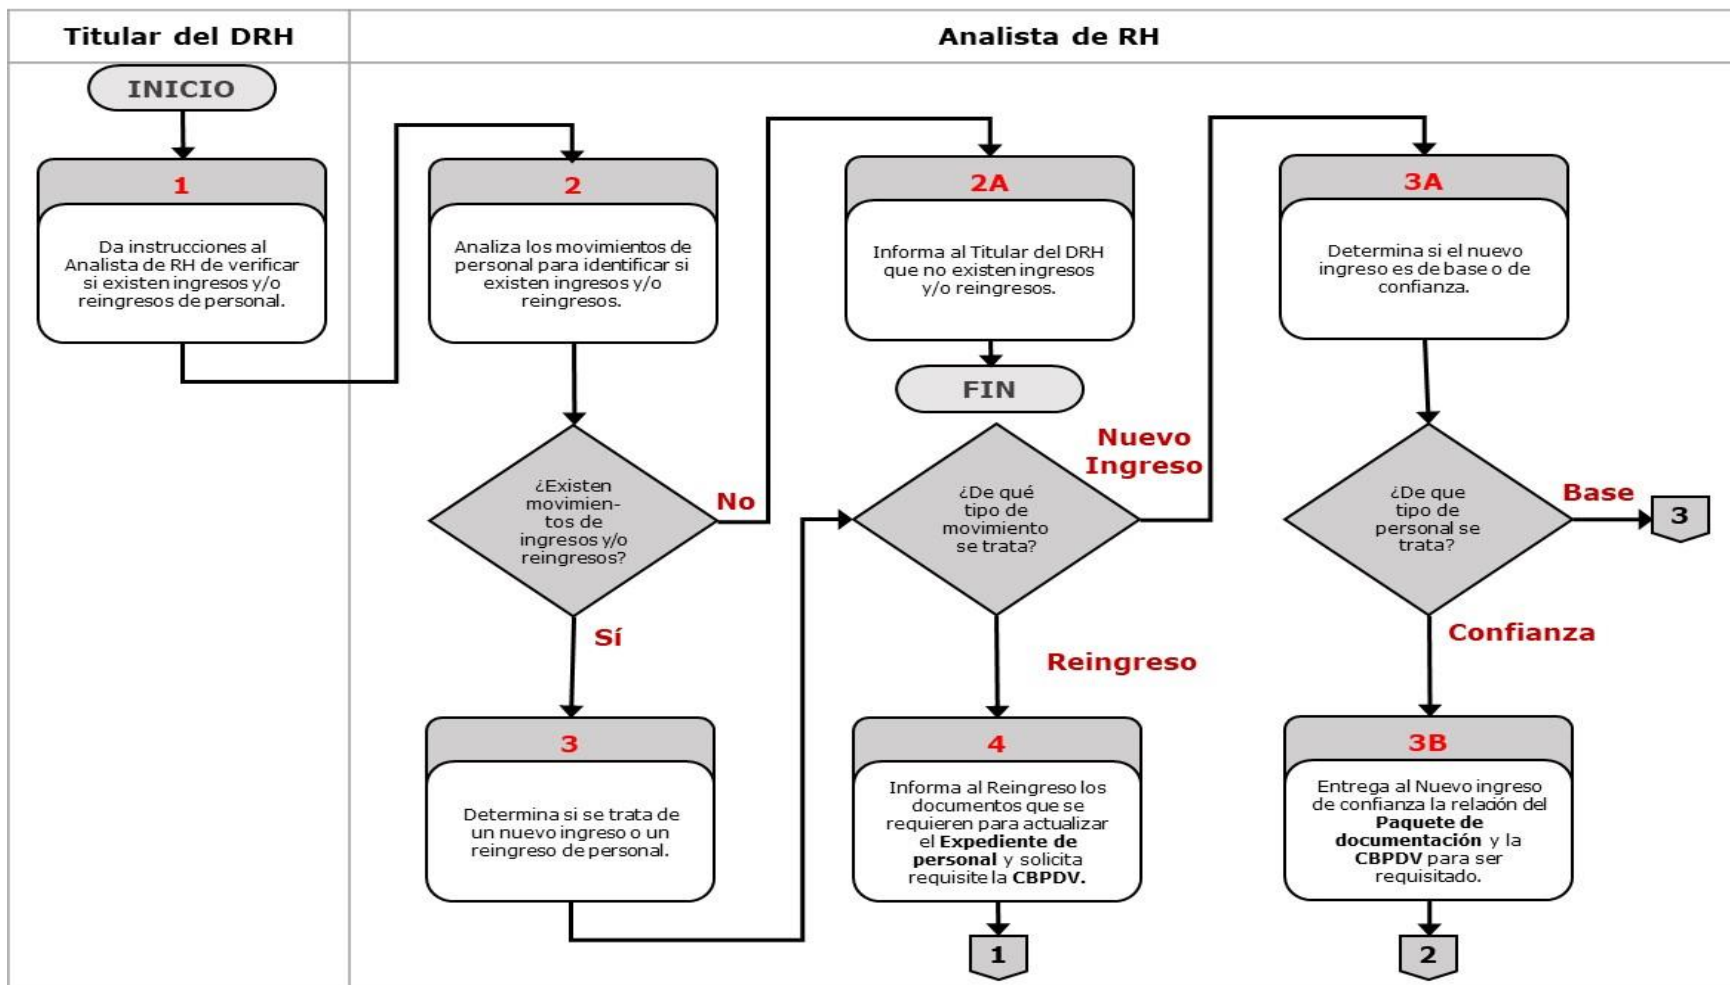 Titular del DRH
Analista de RH
INICIO
1
Da instrucciones al
Analista de RH de verificar
si existen ingresos y/o
reingresos de personal.
2
Analiza los movimientos de
personal para identificar si
existen ingresos y/o
reingresos.
2A
Informa al Titular del DRH
que no existen ingresos
y/o reingresos.
3A
Determina si el nuevo
ingreso es de base o de
confianza.
FIN
¿Existen
movimien-
tos de
ingresos y/o
reingresos?
No
Sí
¿De qué
tipo de
movimiento
se trata?
Nuevo
Ingreso
Reingreso
¿De que
tipo de
personal se
trata?
Base
3
Confianza
3
Determina si se trata de
un nuevo ingreso o un
reingreso de personal.
4
Informa al Reingreso los
documentos que se
requieren para actualizar
el Expediente de
personal y solicita
requisite la CBPDV.
1
3B
Entrega al Nuevo ingreso
de confianza la relación del
Paquete de
documentación y la
CBPDV para ser
requisitado.
2